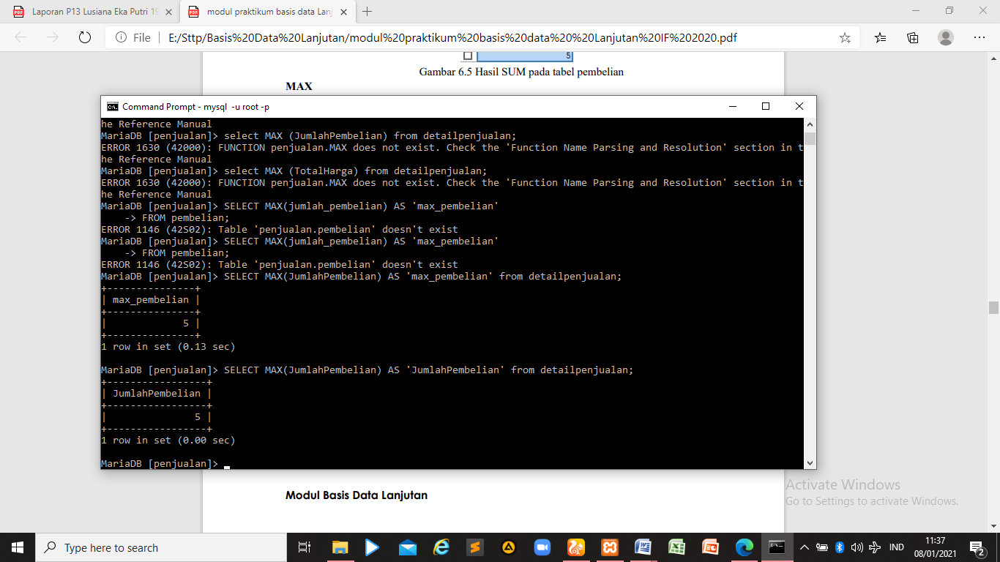 Laporan P13 Lusiana Eka Putri 19
modul praktikum basis data Lanj
File
E:/Sttp/Basis%20Data%20Lanjutan/modul%20praktikum%20basis%20data%20%20Lanjutan%20IF%202020.pdf
5
Gambar 6.5 Hasil SUM pada tabel pembelian
MAX
Command Prompt - mysql -u root -p
he Reference Manual
MariaDB [penjualan]> select MAX (JumlahPembelian) from detailpenjualan;
ERROR 1630 (42000): FUNCTION penjualan.MAX does not exist. Check the 'Function Name Parsing and Resolution' section in t
he Reference Manual
MariaDB [penjualan]> select MAX (TotalHarga) from detailpenjualan;
ERROR 1630 (42000): FUNCTION penjualan.MAX does not exist. Check the 'Function Name Parsing and Resolution' section in t
he Reference Manual
MariaDB [penjualan]> SELECT MAX(jumlah_pembelian) AS 'max_pembelian'
    -> FROM pembelian;
ERROR 1146 (42S02): Table 'penjualan.pembelian' doesn't exist
MariaDB [penjualan]> SELECT MAX(jumlah_pembelian) AS 'max_pembelian'
    -> FROM pembelian;
ERROR 1146 (42S02): Table 'penjualan.pembelian' doesn't exist
MariaDB [penjualan]> SELECT MAX(JumlahPembelian) AS 'max_pembelian' from detailpenjualan;
+---------------+
| max_pembelian |
+---------------+
|             5 |
+---------------+
1 row in set (0.13 sec)
MariaDB [penjualan]> SELECT MAX(JumlahPembelian) AS 'JumlahPembelian' from detailpenjualan;
+-----------------+
| JumlahPembelian |
+-----------------+
|               5 |
+-----------------+
1 row in set (0.00 sec)
MariaDB [penjualan]> _
Modul Basis Data Lanjutan
Activate Windows
Go to Settings to activate Windows.
Type here to search
IND
11:37
08/01/2021
2